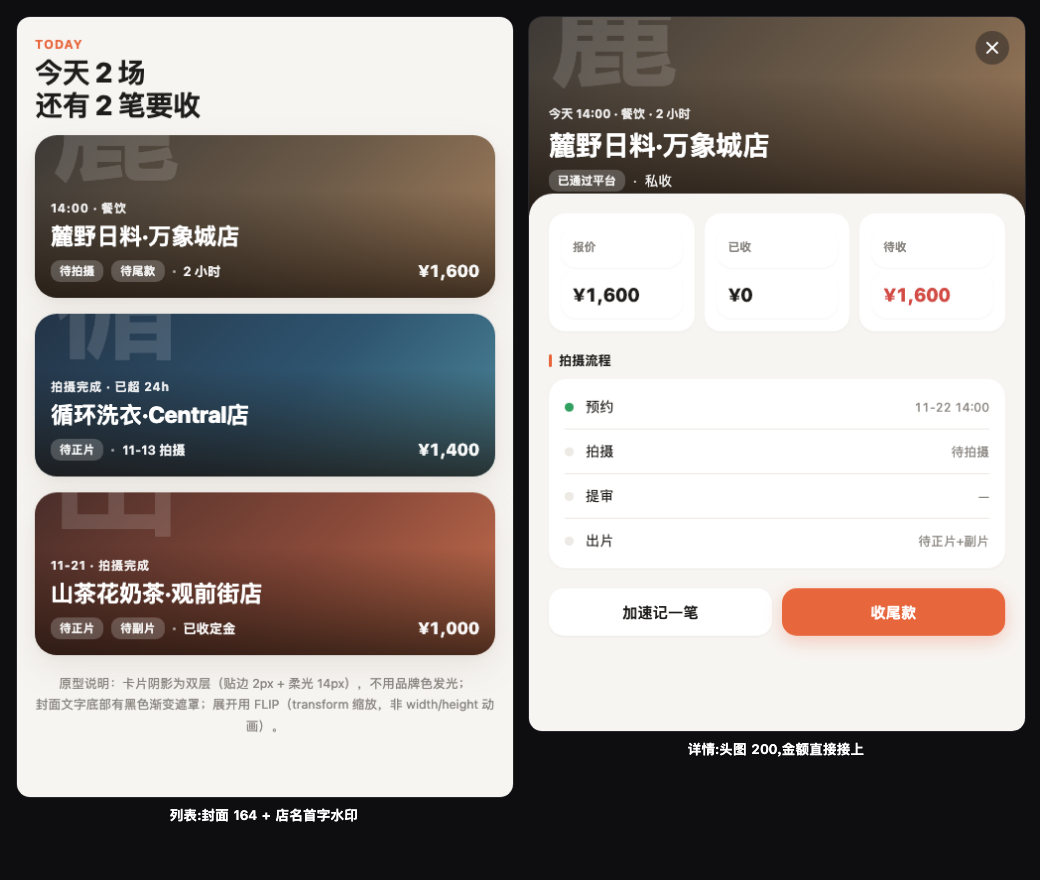 TODAY
今天 2 场
还有 2 笔要收
麓
14:00 · 餐饮
麓野日料·万象城店
待拍摄 待尾款 · 2 小时 ¥1,600
循
拍摄完成 · 已超 24h
循环洗衣·Central店
待正片 · 11-13 拍摄 ¥1,400
山
11-21 · 拍摄完成
山茶花奶茶·观前街店
待正片 待副片 · 已收定金 ¥1,000
原型说明：卡片阴影为双层（贴边 2px + 柔光 14px），不用品牌色发光；
封面文字底部有黑色渐变遮罩；展开用 FLIP（transform 缩放，非 width/height 动
画）。
列表:封面 164 + 店名首字水印
麓
今天 14:00 · 餐饮 · 2 小时
麓野日料·万象城店
已通过平台 · 私收
报价 已收 待收
¥1,600 ¥0 ¥1,600
拍摄流程
预约 11-22 14:00
拍摄 待拍摄
提审 —
出片 待正片+副片
加速记一笔 收尾款
详情:头图 200,金额直接接上